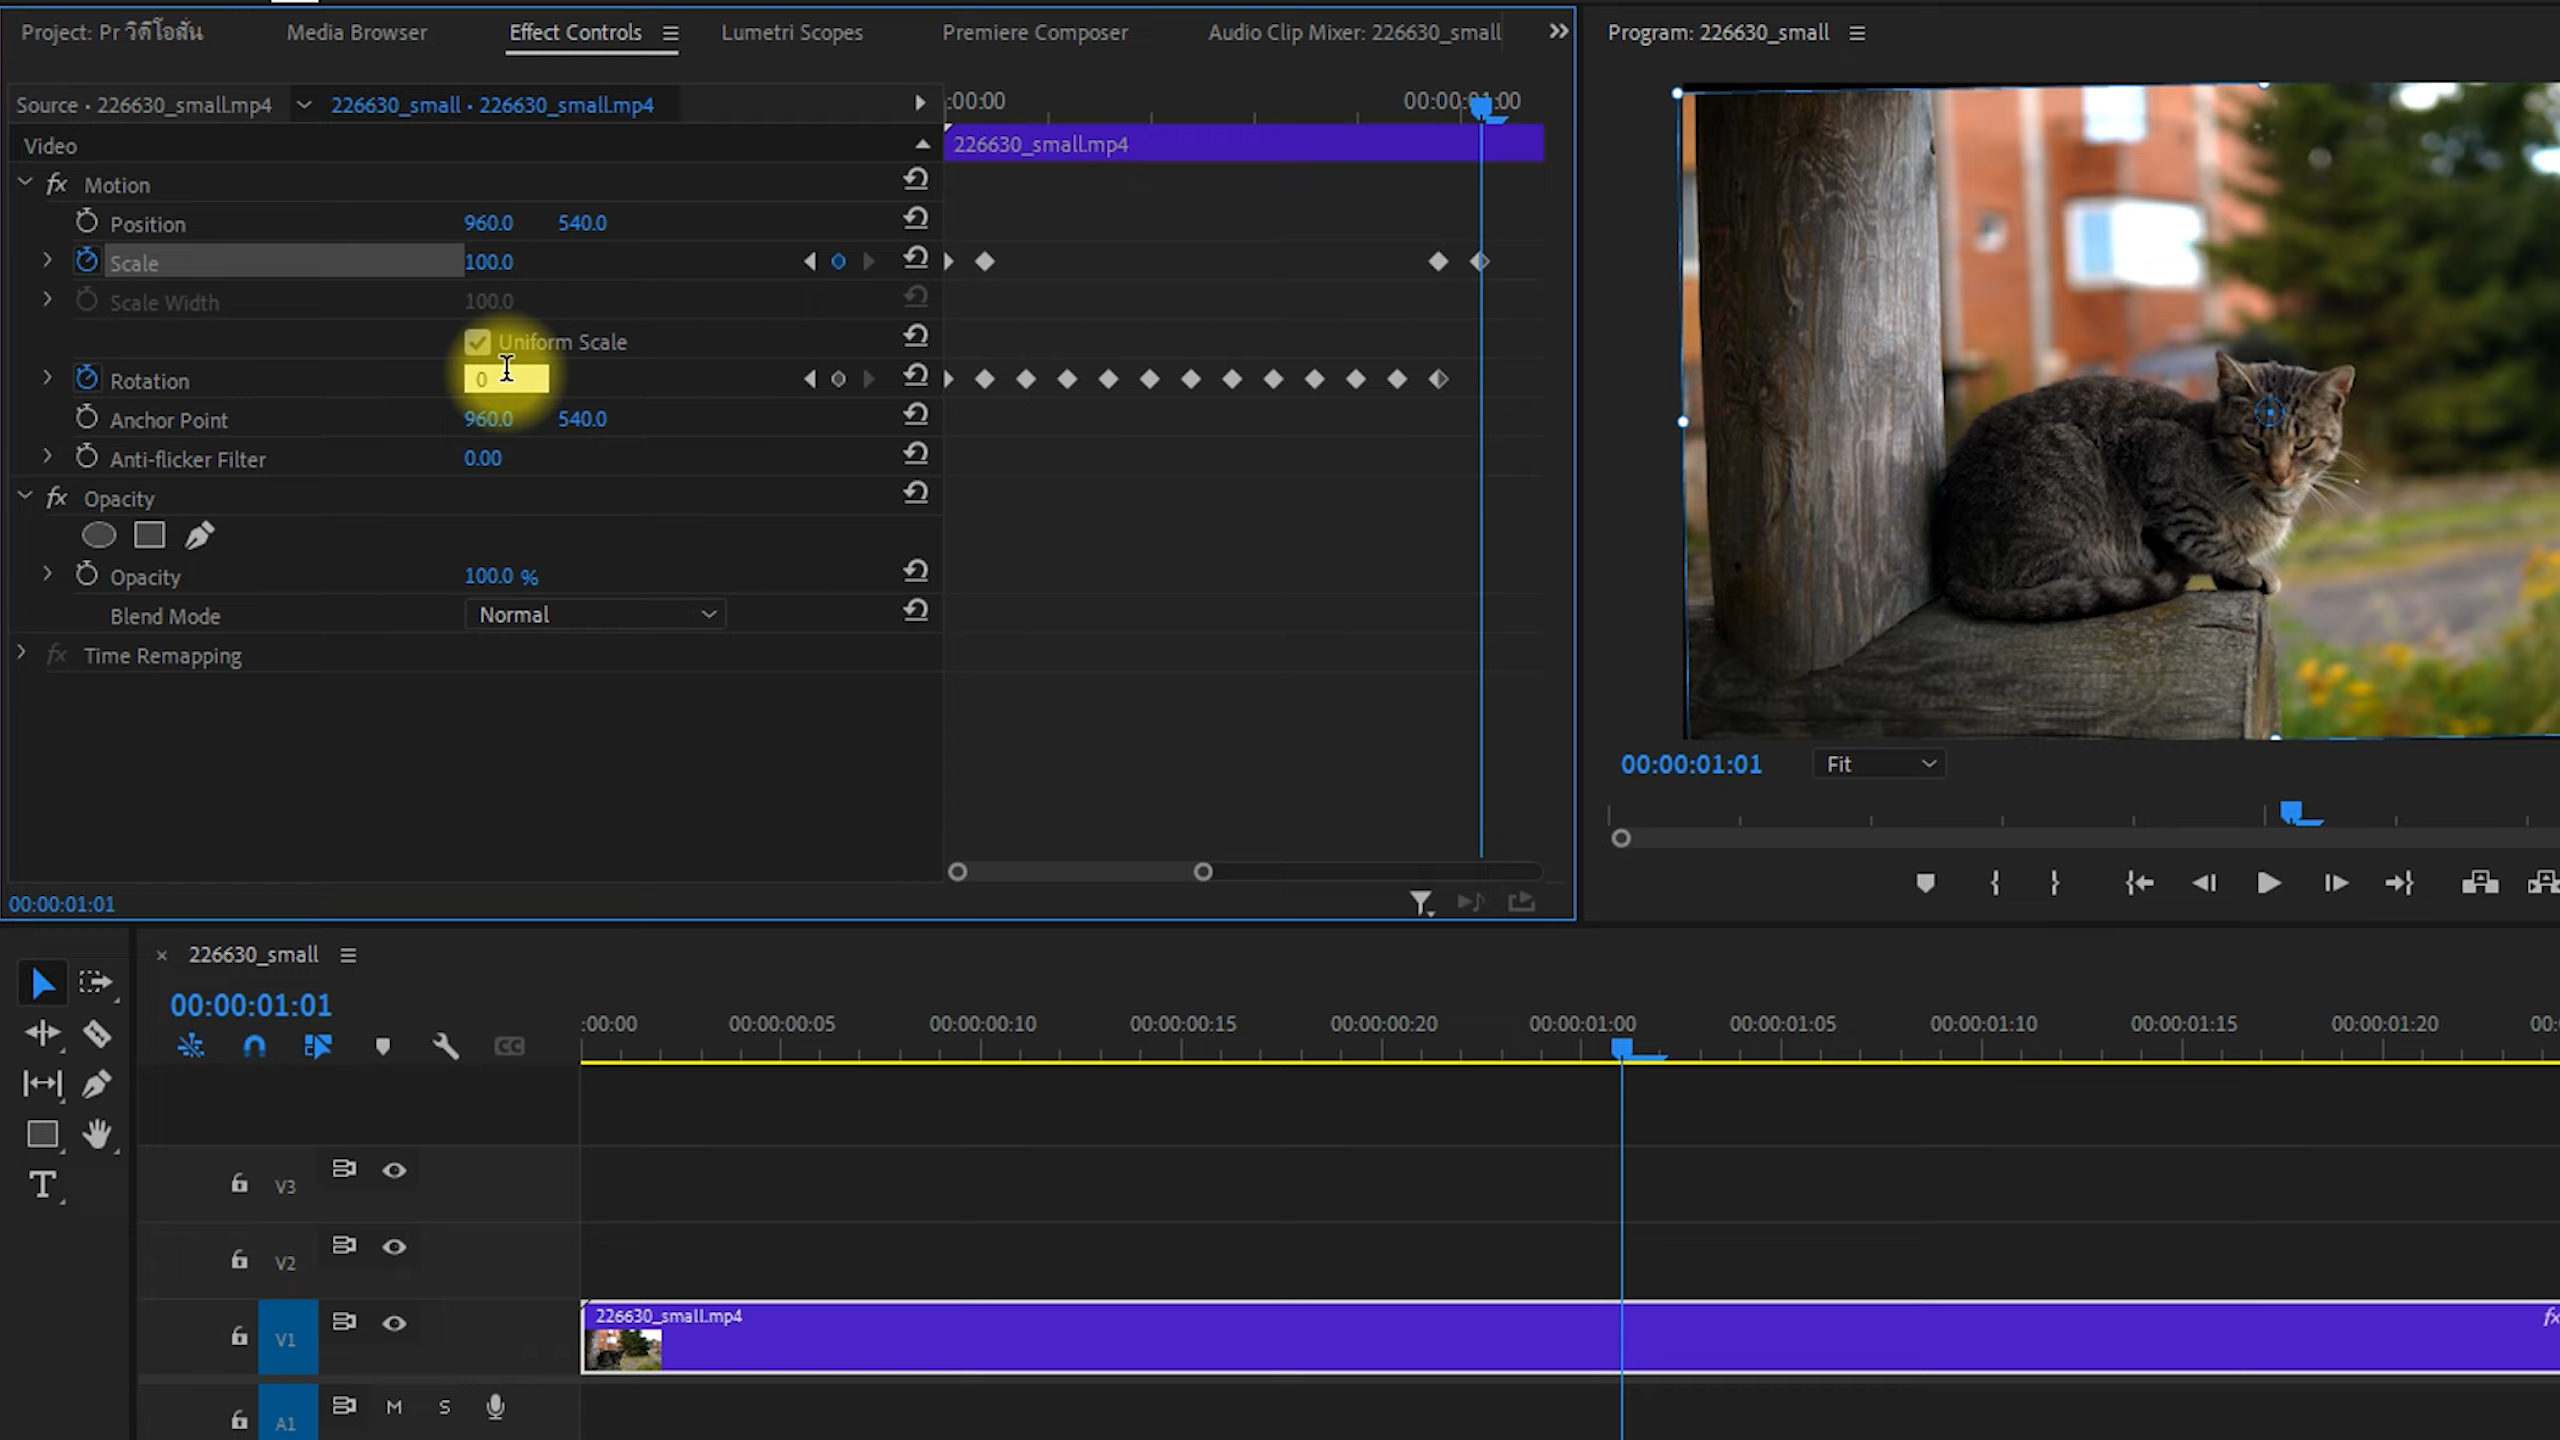 Project: Pr วิดีโอสั่น
Media Browser
Effect Controls
Lumetri Scopes
Premiere Composer
Audio Clip Mixer: 226630_small
Program: 226630_small
Source • 226630_small.mp4
226630_small • 226630_small.mp4
:00:00
00:00:01:00
Video
226630_small.mp4
fx Motion
Position 960.0 540.0
Scale 100.0
Scale Width 100.0
Uniform Scale
Rotation 0
Anchor Point 960.0 540.0
Anti-flicker Filter 0.00
fx Opacity
Opacity 100.0 %
Blend Mode Normal
fx Time Remapping
00:00:01:01
00:00:01:01
Fit
226630_small
00:00:01:01
CC
:00:00
00:00:00:05
00:00:00:10
00:00:00:15
00:00:00:20
00:00:01:00
00:00:01:05
00:00:01:10
00:00:01:15
00:00:01:20
00:
T
V3
V2
V1
226630_small.mp4
fx
A1
M
S